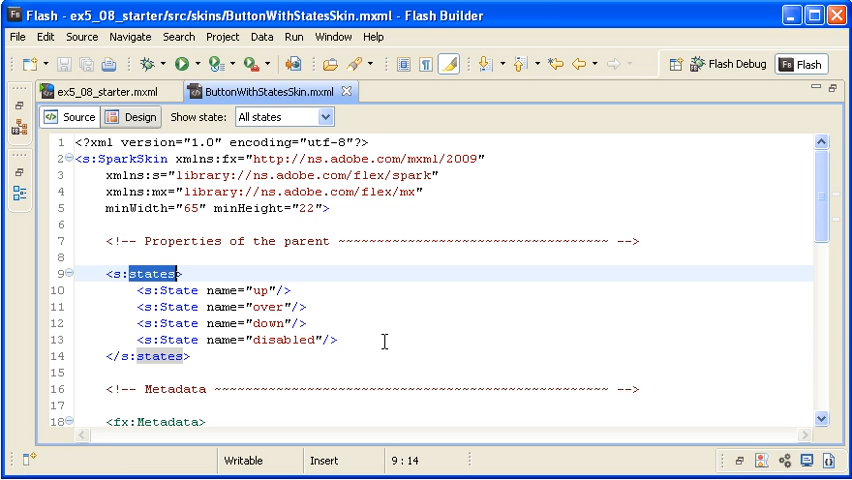 Flash - ex5_08_starter/src/skins/ButtonWithStatesSkin.mxml - Flash Builder
File Edit Source Navigate Search Project Data Run Window Help
Flash Debug Flash
ex5_08_starter.mxml ButtonWithStatesSkin.mxml
Source Design Show state: All states
1 <?xml version="1.0" encoding="utf-8"?>
2 <s:SparkSkin xmlns:fx="http://ns.adobe.com/mxml/2009"
3 xmlns:s="library://ns.adobe.com/flex/spark"
4 xmlns:mx="library://ns.adobe.com/flex/mx"
5 minWidth="65" minHeight="22">
6
7 <!-- Properties of the parent ~~~~~~~~~~~~~~~~~~~~~~~~~~~~~~~~~~~ -->
8
9 <s:states>
10 <s:State name="up"/>
11 <s:State name="over"/>
12 <s:State name="down"/>
13 <s:State name="disabled"/>
14 </s:states>
15
16 <!-- Metadata ~~~~~~~~~~~~~~~~~~~~~~~~~~~~~~~~~~~~~~~~~~~~~~~~~~~ -->
17
18 <fx:Metadata>
Writable Insert 9 : 14